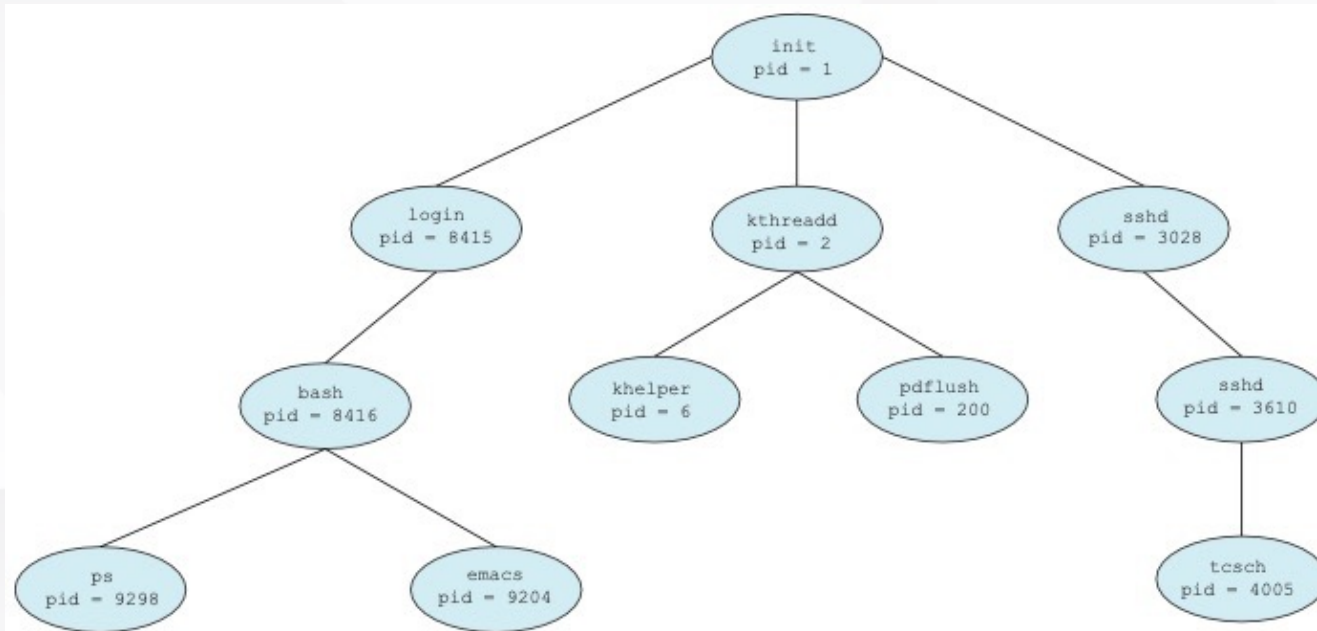 init
pid = 1
login
pid = 8415
kthreadd
pid = 2
sshd
pid = 3028
bash
pid = 8416
khelper
pid = 6
pdflush
pid = 200
sshd
pid = 3610
ps
pid = 9298
emacs
pid = 9204
tcsch
pid = 4005